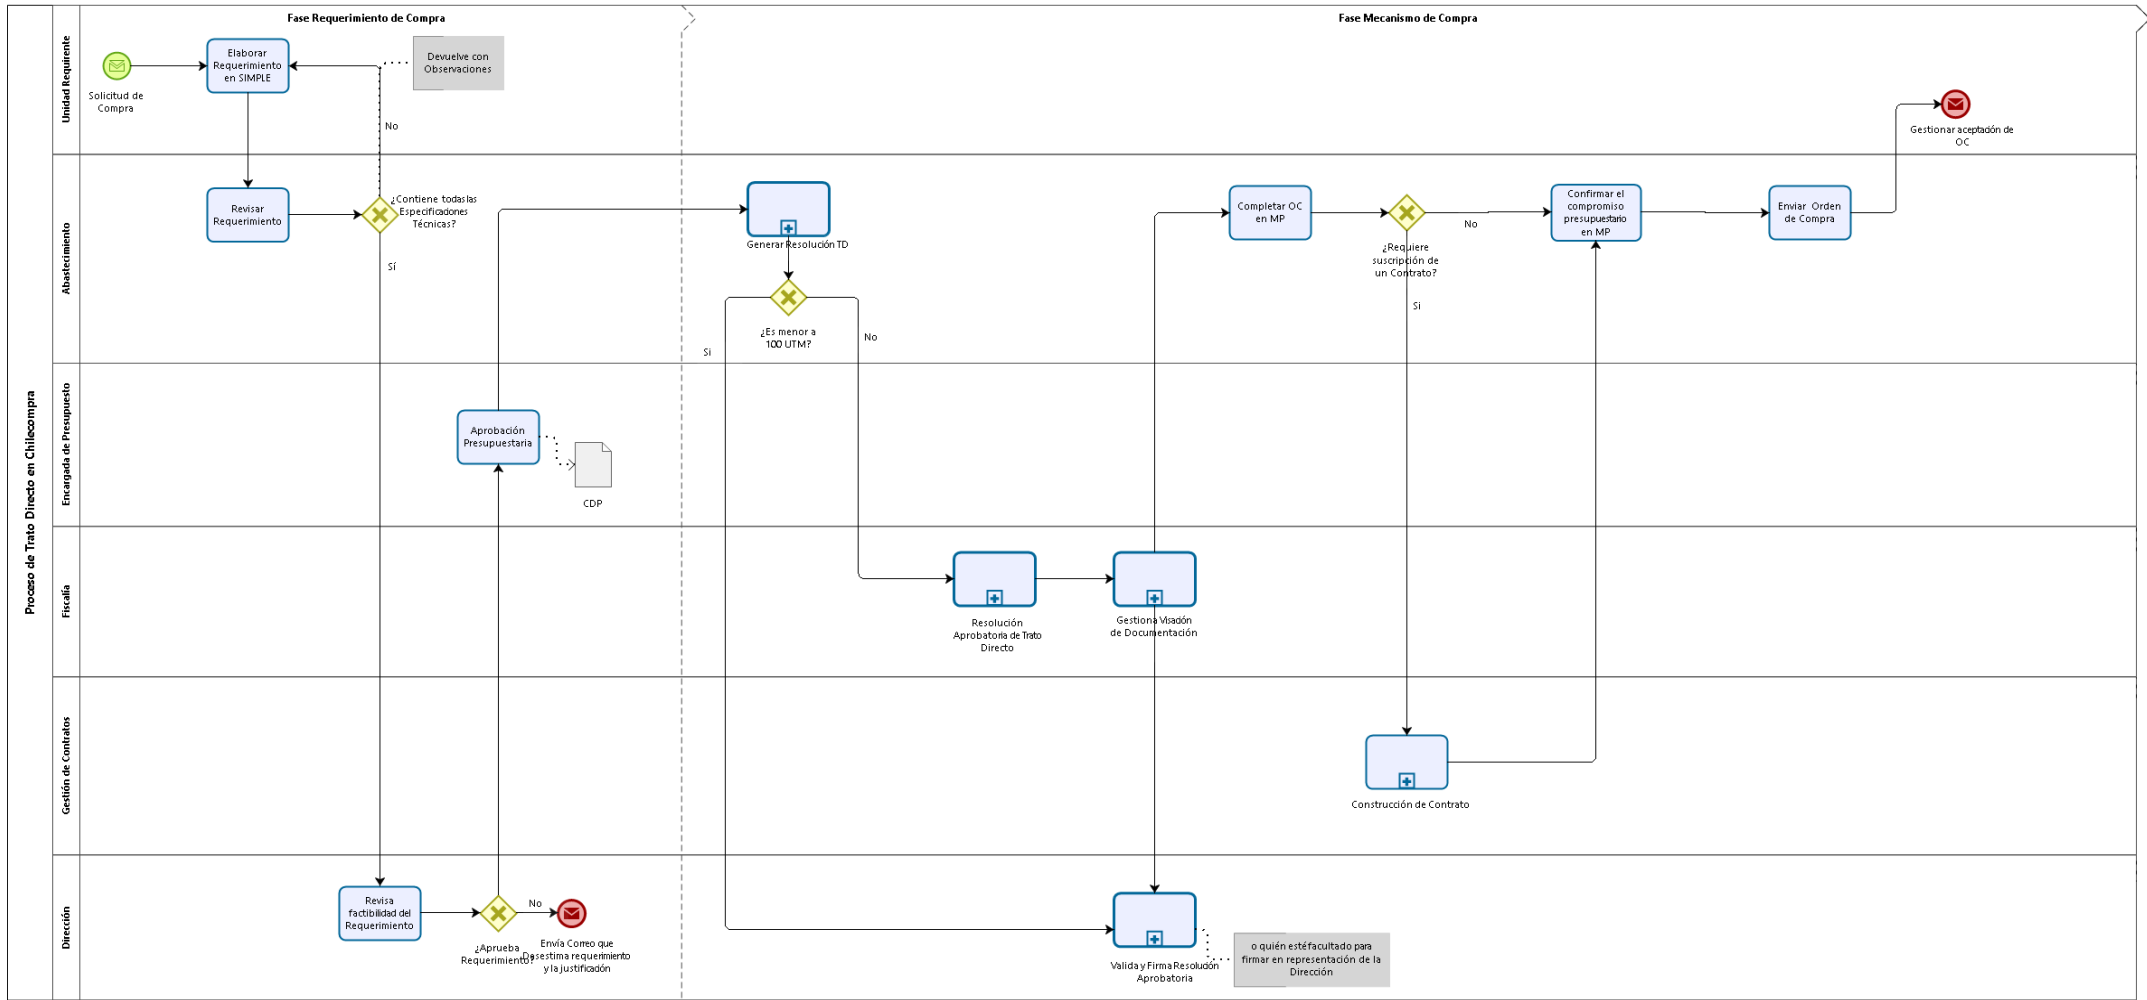 Fase Requerimiento de Compra
Fase Mecanismo de Compra
Proceso de Trato Directo en Chilecompra
Unidad Requirente
Solicitud de
Compra
Elaborar
Requerimiento
en SIMPLE
Devuelve con
Observaciones
No
Gestionar aceptación de
OC
Abastecimiento
Revisar
Requerimiento
¿Contiene todas las
Especificaciones
Técnicas?
Sí
Generar Resolución TD
¿Es menor a
100 UTM?
Si
No
Completar OC
en MP
¿Requiere
suscripción de
un Contrato?
No
Si
Confirmar el
compromiso
presupuestario
en MP
Enviar Orden
de Compra
Encargada de Presupuesto
Aprobación
Presupuestaria
CDP
Fiscalía
Resolución
Aprobatoria de Trato
Directo
Gestiona Visación
de Documentación
Gestión de Contratos
Construcción de Contrato
Dirección
Revisa
factibilidad del
Requerimiento
¿Aprueba
Requerimiento?
No
Envía Correo que
Desestima requerimiento
y la justificación
Valida y Firma Resolución
Aprobatoria
o quién esté facultado para
firmar en representación de la
Dirección